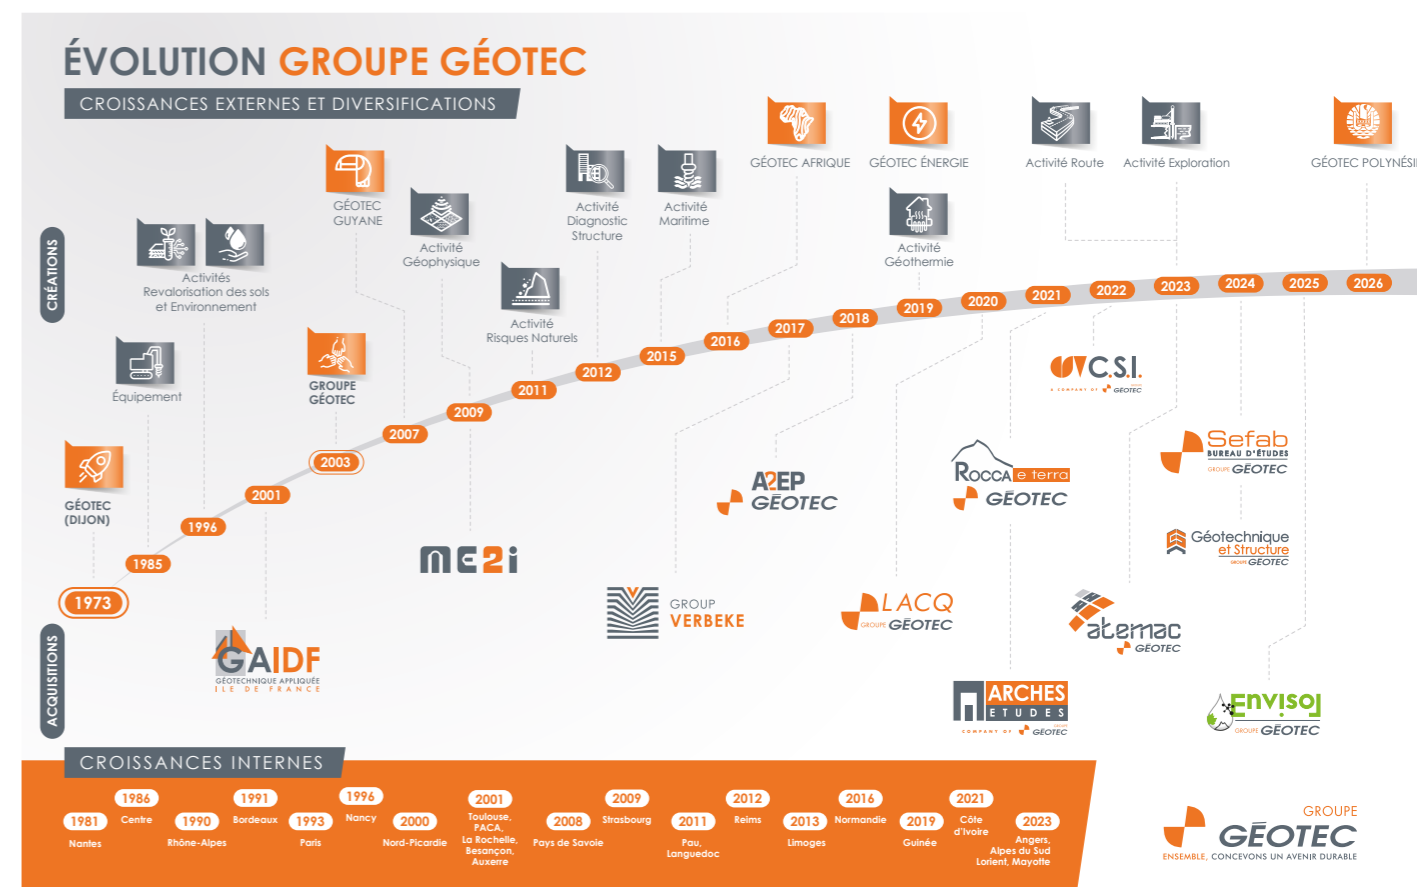 ÉVOLUTION GROUPE GÉOTEC
CROISSANCES EXTERNES ET DIVERSIFICATIONS
CRÉATIONS
GÉOTEC
(DIJON)
Équipement
Activités
Revalorisation des sols
et Environnement
GROUPE
GÉOTEC
GÉOTEC
GUYANE
Activité
Géophysique
Activité
Risques Naturels
Activité
Diagnostic
Structure
Activité
Maritime
GÉOTEC AFRIQUE
GÉOTEC ÉNERGIE
Activité
Géothermie
Activité Route
Activité Exploration
GÉOTEC POLYNÉSI
1973
1985
1996
2001
2003
2007
2009
2011
2012
2015
2016
2017
2018
2019
2020
2021
2022
2023
2024
2025
2026
ACQUISITIONS
GAIDF
GÉOTECHNIQUE APPLIQUÉE
ILE DE FRANCE
ME2i
GROUP
VERBEKE
A2EP
GÉOTEC
LACQ
GROUPE GÉOTEC
ROCCA e terra
GÉOTEC
ARCHES
ETUDES
COMPANY OF GÉOTEC
C.S.I.
A COMPANY OF GÉOTEC
atemac
GÉOTEC
Sefab
BUREAU D'ÉTUDES
GROUPE GÉOTEC
Géotechnique
et Structure
GROUPE GÉOTEC
Envisol
GROUPE GÉOTEC
CROISSANCES INTERNES
1981
Nantes
1986
Centre
1990
Rhône-Alpes
1991
Bordeaux
1993
Paris
1996
Nancy
2000
Nord-Picardie
2001
Toulouse,
PACA,
La Rochelle,
Besançon,
Auxerre
2008
Pays de Savoie
2009
Strasbourg
2011
Pau,
Languedoc
2012
Reims
2013
Limoges
2016
Normandie
2019
Guinée
2021
Côte
d'Ivoire
2023
Angers,
Alpes du Sud
Lorient, Mayotte
GROUPE
GÉOTEC
ENSEMBLE, CONCEVONS UN AVENIR DURABLE